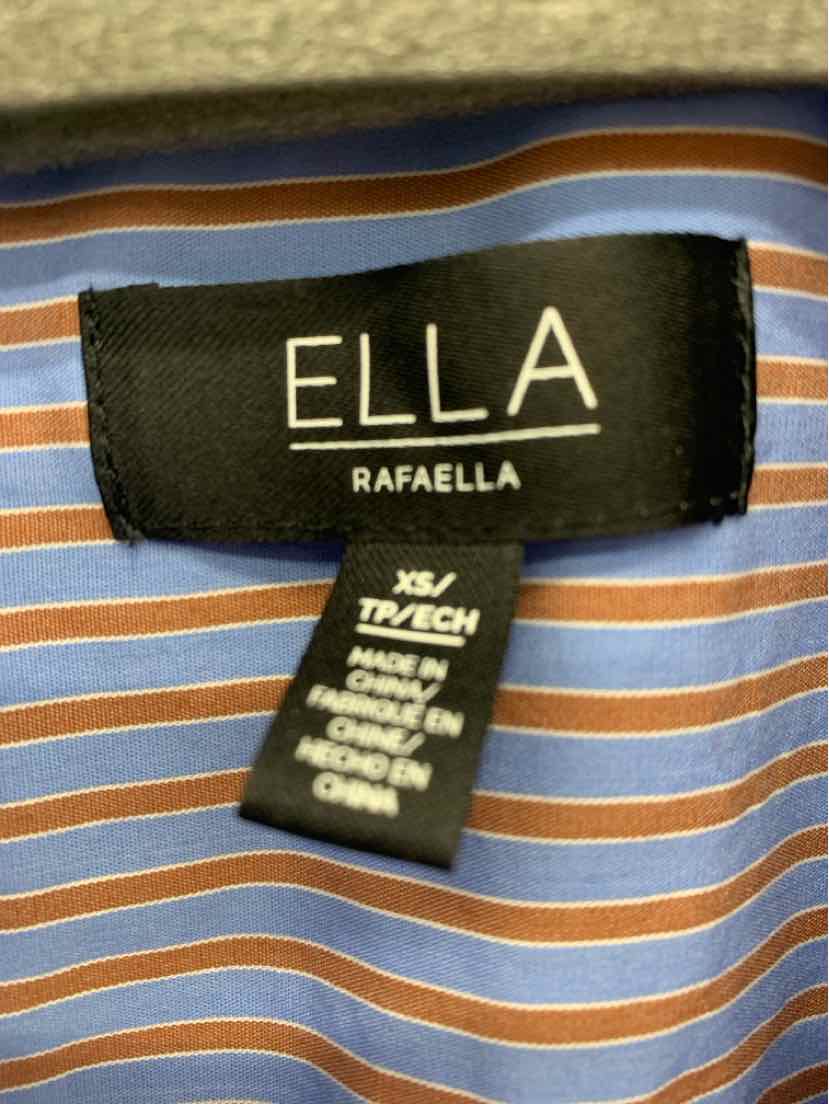 ELLA
RAFAELLA
XS/
TP/ECH
MADE IN
CHINA/
FABRIQUÉ EN
CHINE/
HECHO EN
CHINA